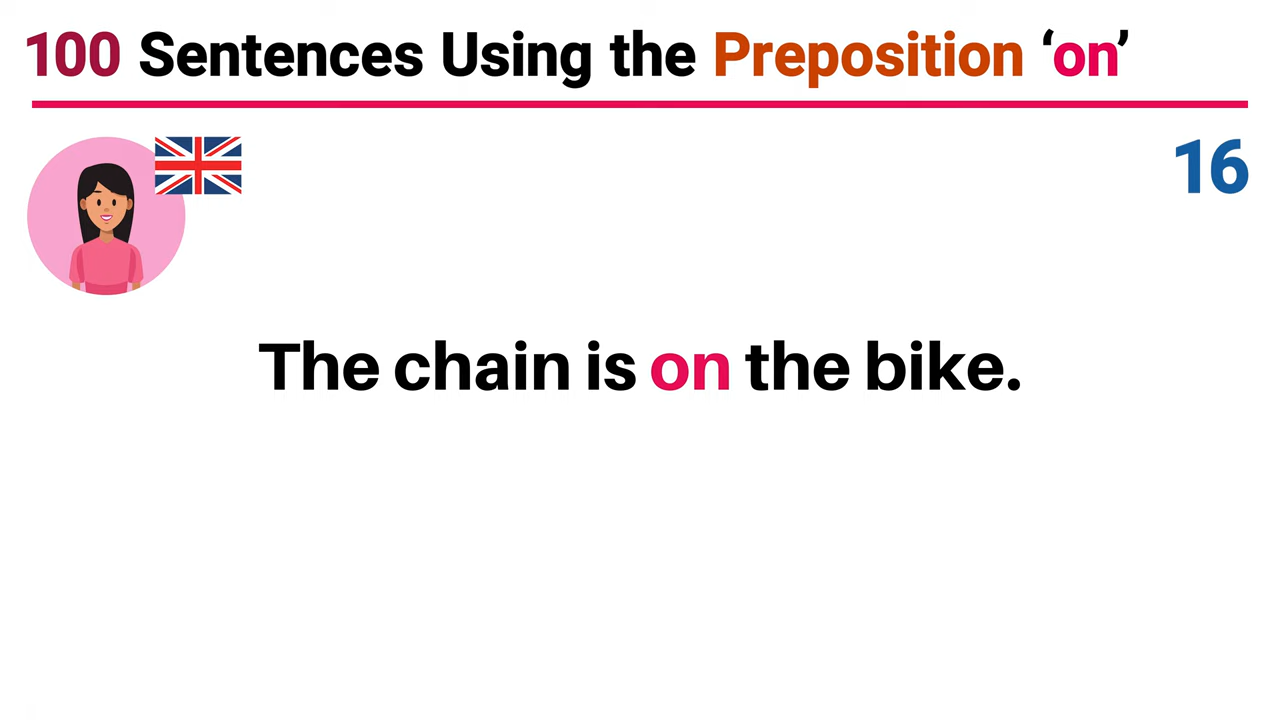 100 Sentences Using the Preposition ‘on’
16
The chain is on the bike.